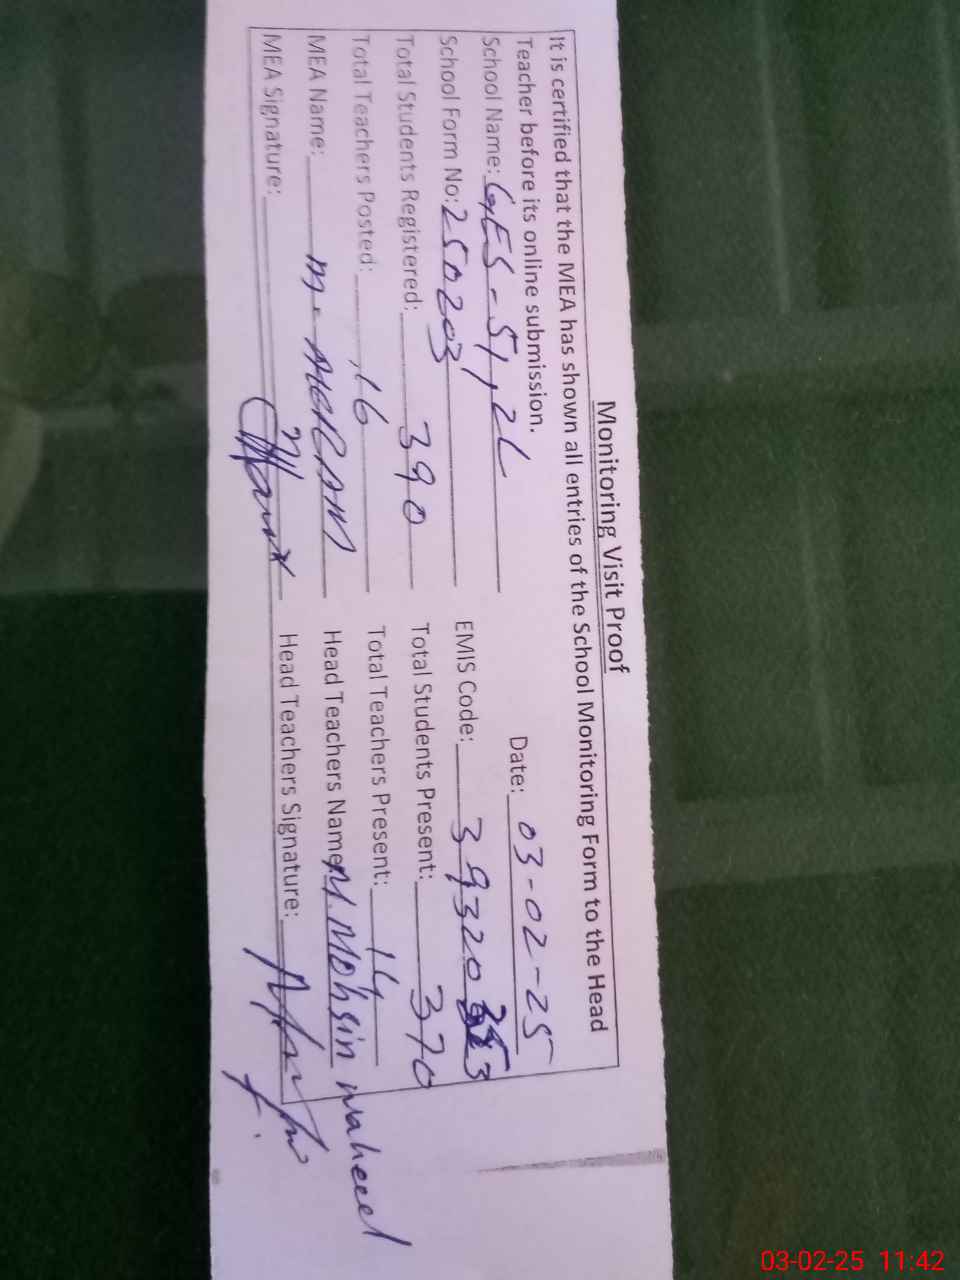 Monitoring Visit Proof
It is certified that the MEA has shown all entries of the School Monitoring Form to the Head
Teacher before its online submission.
Date: 03-02-25
School Name: GES-51,2L
School Form No: 250203 EMIS Code: 39320
Total Students Registered: 390 Total Students Present: 370
Total Teachers Posted: 16 Total Teachers Present: 14
MEA Name: M. AKRAM Head Teachers Name: M. Mohsin waheed
MEA Signature: Head Teachers Signature:
03-02-25 11:42